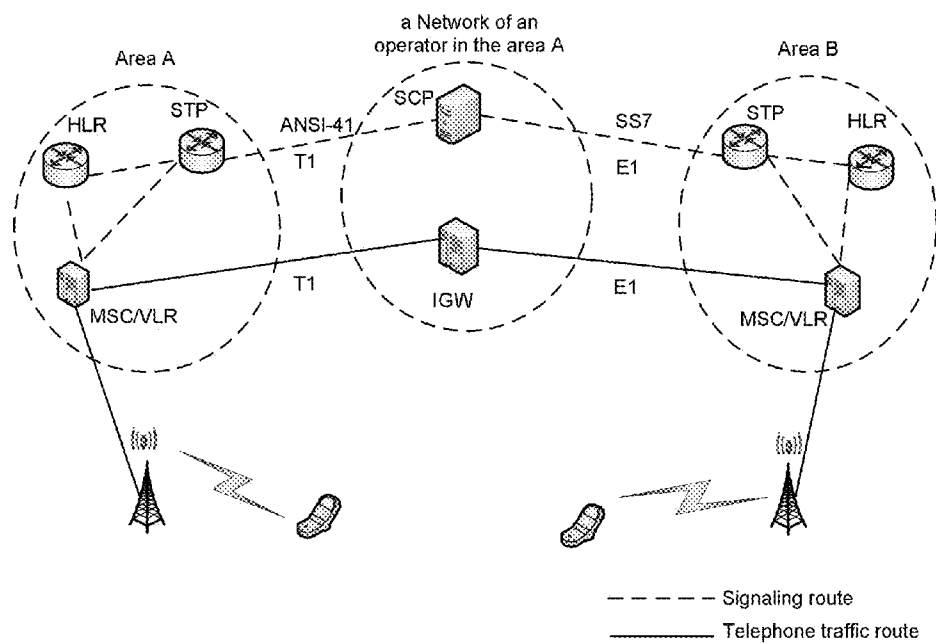 a Network of an
operator in the area A
Area A
Area B
SCP
STP
ANSI-41
SS7
STP
HLR
HLR
T1
E1
T1
IGW
E1
MSC/VLR
MSC/VLR
Signaling route
Telephone traffic route